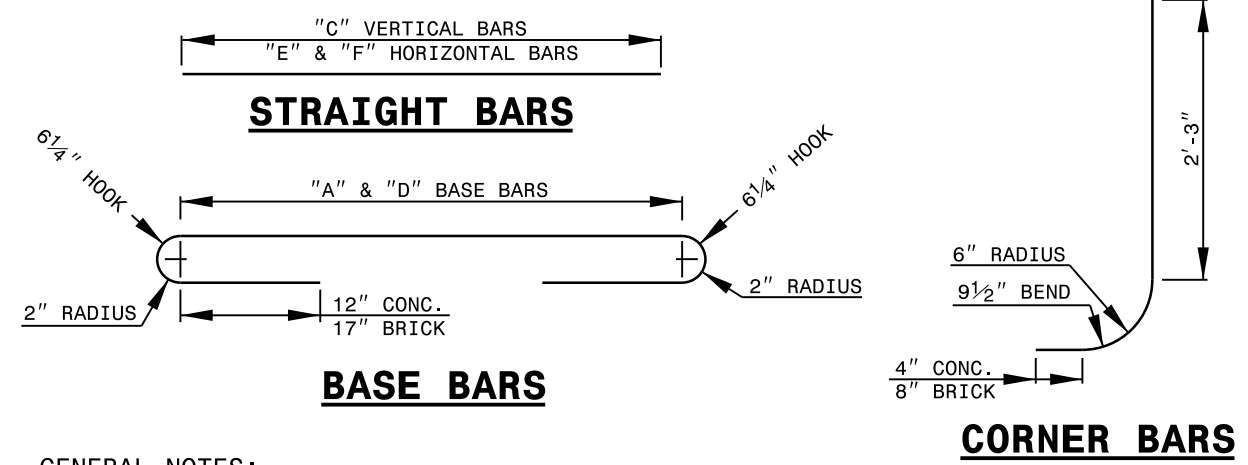 "C" VERTICAL BARS
"E" & "F" HORIZONTAL BARS
STRAIGHT BARS
6¼" HOOK
"A" & "D" BASE BARS
6¼" HOOK
2" RADIUS
12" CONC.
17" BRICK
2" RADIUS
BASE BARS
2'-3"
6" RADIUS
9½" BEND
4" CONC.
8" BRICK
CORNER BARS
GENERAL NOTES: